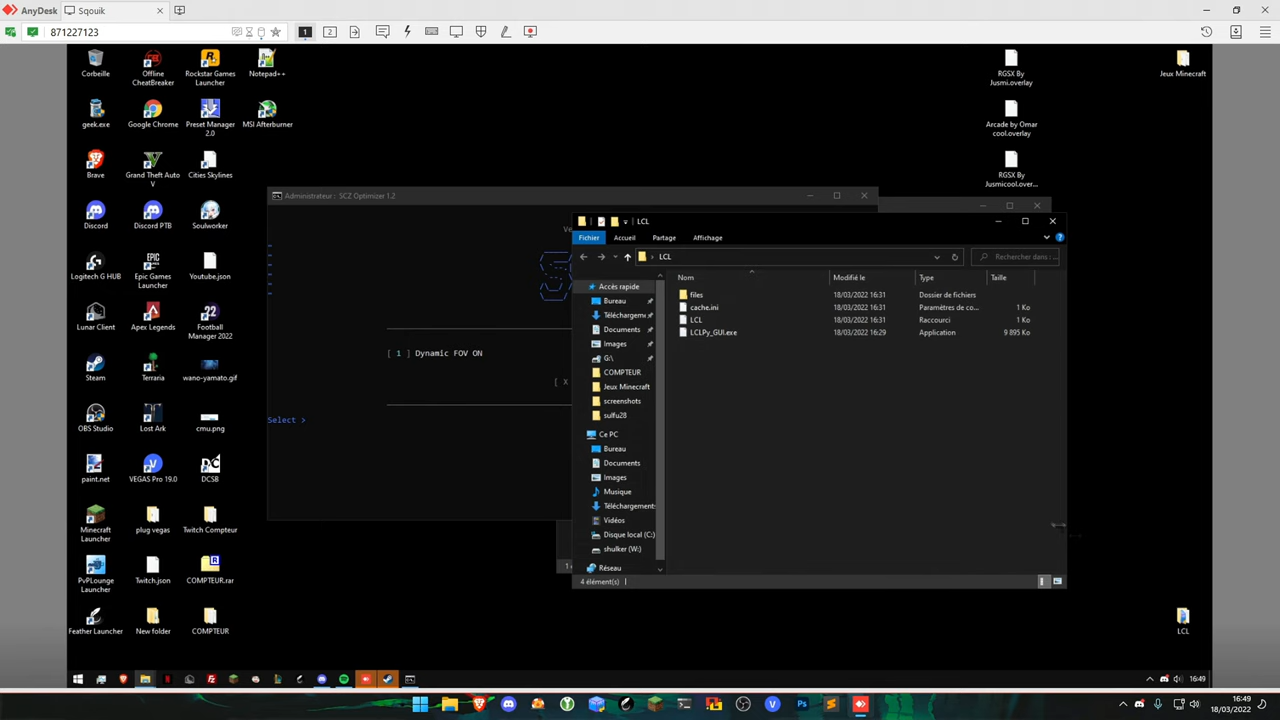 AnyDesk
Sqouik
871227123
1
2
Corbeille
Offline CheatBreaker
Rockstar Games Launcher
Notepad++
geek.exe
Google Chrome
Preset Manager 2.0
MSI Afterburner
Brave
Grand Theft Auto V
Cities Skylines
Discord
Discord PTB
Soulworker
Logitech G HUB
Epic Games Launcher
Youtube.json
Lunar Client
Apex Legends
Football Manager 2022
Steam
Terraria
wano-yamato.gif
OBS Studio
Lost Ark
cmu.png
paint.net
VEGAS Pro 19.0
DCSB
Minecraft Launcher
plug vegas
Twitch Compteur
PvPLounge Launcher
Twitch.json
COMPTEUR.rar
Feather Launcher
New folder
COMPTEUR
RGSX By Jusmi.overlay
Arcade by Omar cool.overlay
RGSX By Jusmicool.over...
Jeux Minecraft
LCL
Administrateur : SCZ Optimizer 1.2
Ve
[ 1 ] Dynamic FOV ON
[ X
Select >
LCL
Fichier
Accueil
Partage
Affichage
LCL
Rechercher dans : ...
Nom
Modifié le
Type
Taille
files 18/03/2022 16:31 Dossier de fichiers
cache.ini 18/03/2022 16:31 Paramètres de co... 1 Ko
LCL 18/03/2022 16:31 Raccourci 1 Ko
LCLPy_GUI.exe 18/03/2022 16:29 Application 9 895 Ko
Accès rapide
Bureau
Téléchargeme
Documents
Images
G:\
COMPTEUR
Jeux Minecraft
screenshots
sulfu28
Ce PC
Bureau
Documents
Images
Musique
Téléchargements
Vidéos
Disque local (C:)
shulker (W:)
Réseau
4 élément(s)
16:49
16:49
18/03/2022